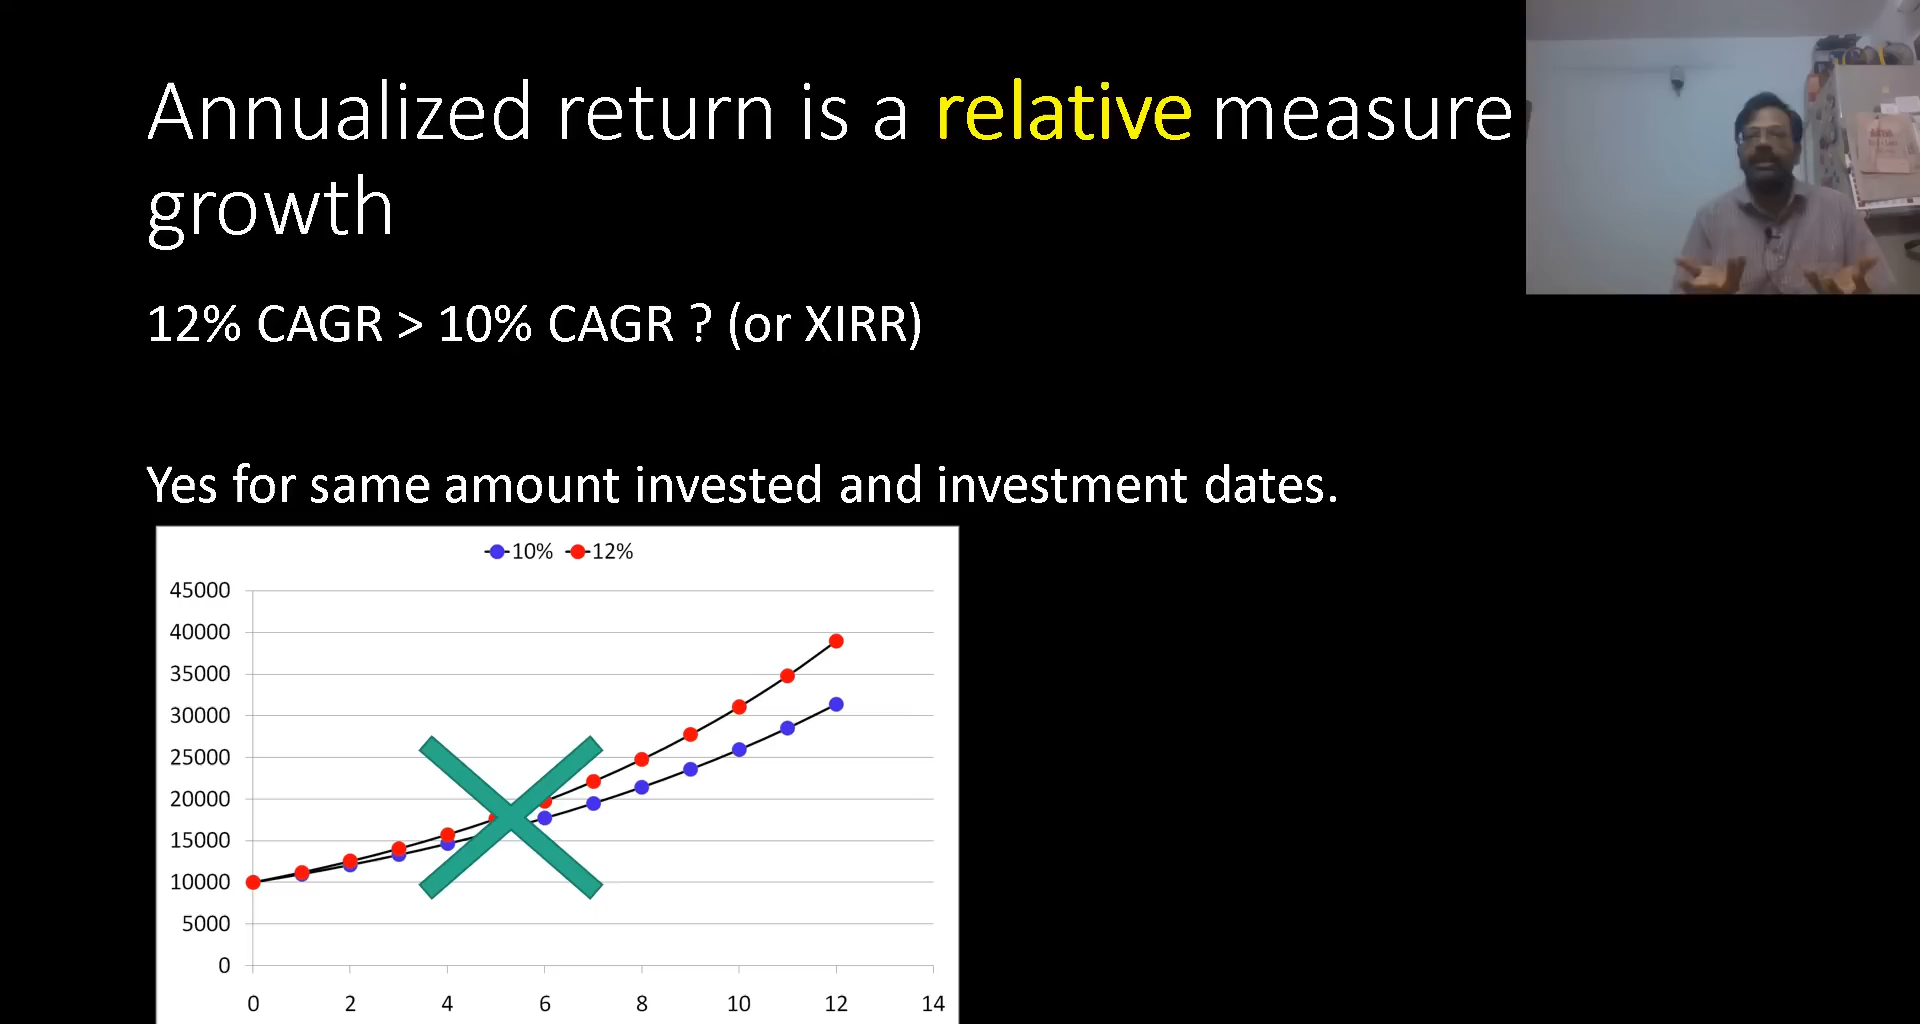 Annualized return is a relative measure
growth
12% CAGR > 10% CAGR ? (or XIRR)
Yes for same amount invested and investment dates.
10% 12%
45000
40000
35000
30000
25000
20000
15000
10000
5000
0
0 2 4 6 8 10 12 14